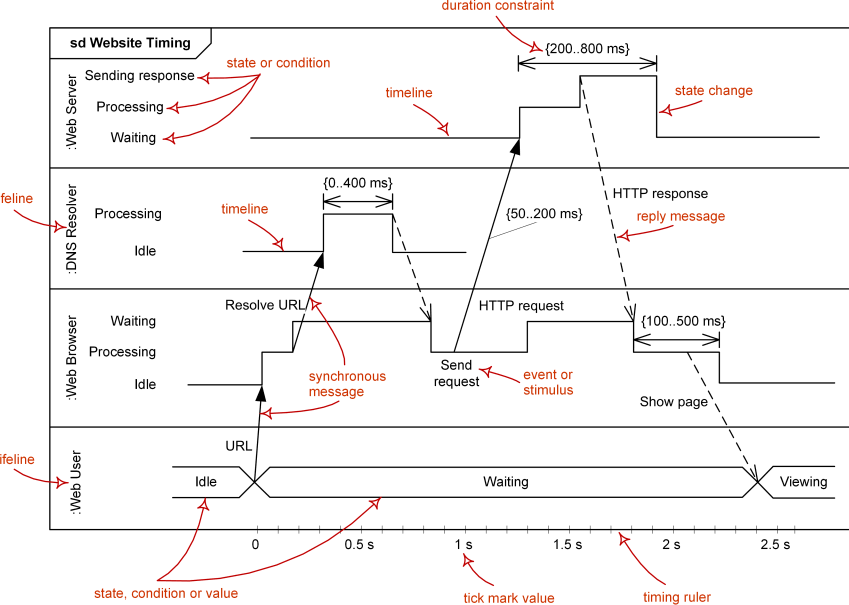 duration constraint
sd Website Timing
{200..800 ms}
state or condition
Sending response
Processing
Waiting
:Web Server
timeline
state change
{0..400 ms}
HTTP response
feline
Processing
timeline
{50..200 ms}
reply message
Idle
:DNS Resolver
Resolve URL
HTTP request
Waiting
{100..500 ms}
Processing
Idle
:Web Browser
synchronous
message
Send
request
event or
stimulus
Show page
URL
ifeline
:Web User
Idle
Waiting
Viewing
0
0.5 s
1 s
1.5 s
2 s
2.5 s
state, condition or value
tick mark value
timing ruler